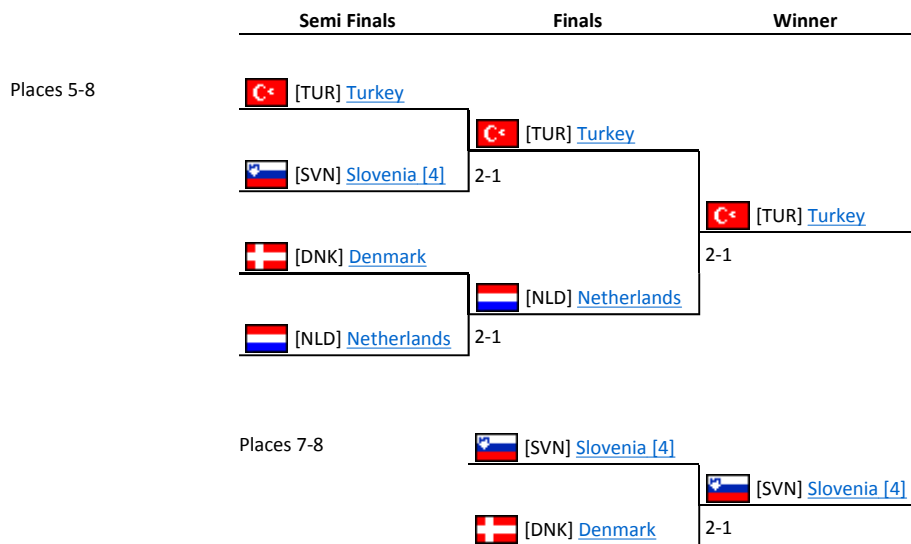 Semi Finals Finals Winner
Places 5-8
[TUR] Turkey
[TUR] Turkey
[SVN] Slovenia [4]
2-1
[TUR] Turkey
[DNK] Denmark
2-1
[NLD] Netherlands
[NLD] Netherlands
2-1
Places 7-8
[SVN] Slovenia [4]
[SVN] Slovenia [4]
[DNK] Denmark
2-1